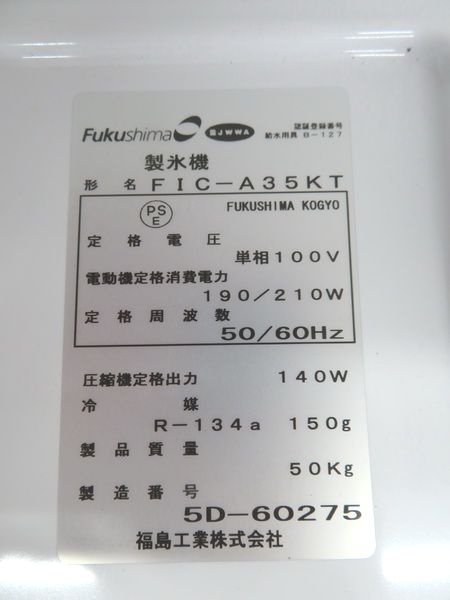 Fukushima JWWA 認証登録番号
給水用具 B-127
製氷機
形名 FIC-A35KT
PS E FUKUSHIMA KOGYO
定格電圧
単相100V
電動機定格消費電力
190/210W
定格周波数
50/60Hz
圧縮機定格出力 140W
冷媒
R-134a 150g
製品質量
50Kg
製造番号
5D-60275
福島工業株式会社